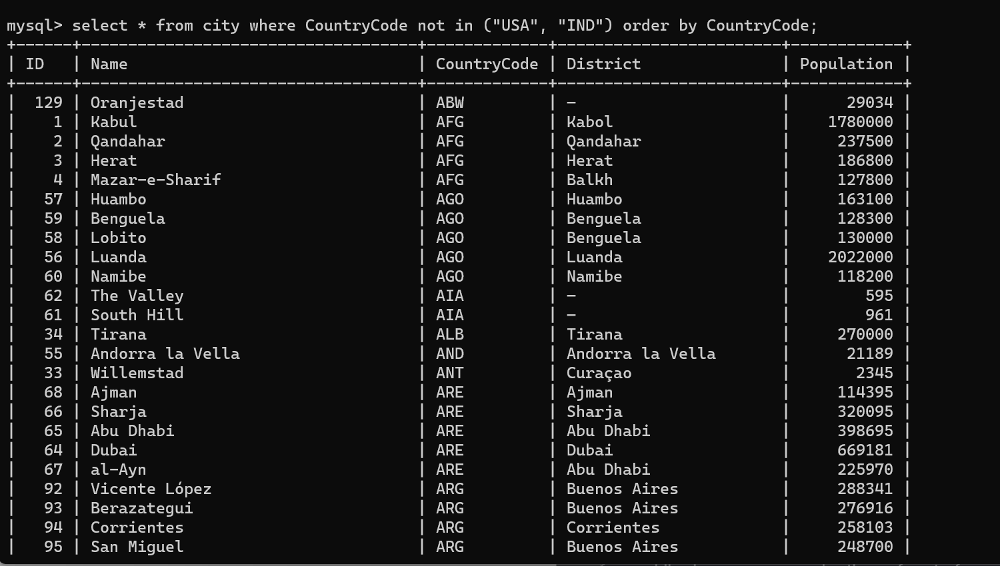 mysql> select * from city where CountryCode not in ("USA", "IND") order by CountryCode;
+------+------------------------------------+-------------+------------------------+------------+
| ID   | Name                               | CountryCode | District               | Population |
+------+------------------------------------+-------------+------------------------+------------+
|  129 | Oranjestad                         | ABW         | –                      |      29034 |
|    1 | Kabul                              | AFG         | Kabol                  |    1780000 |
|    2 | Qandahar                           | AFG         | Qandahar               |     237500 |
|    3 | Herat                              | AFG         | Herat                  |     186800 |
|    4 | Mazar-e-Sharif                     | AFG         | Balkh                  |     127800 |
|   57 | Huambo                             | AGO         | Huambo                 |     163100 |
|   59 | Benguela                           | AGO         | Benguela               |     128300 |
|   58 | Lobito                             | AGO         | Benguela               |     130000 |
|   56 | Luanda                             | AGO         | Luanda                 |    2022000 |
|   60 | Namibe                             | AGO         | Namibe                 |     118200 |
|   62 | The Valley                         | AIA         | –                      |        595 |
|   61 | South Hill                         | AIA         | –                      |        961 |
|   34 | Tirana                             | ALB         | Tirana                 |     270000 |
|   55 | Andorra la Vella                   | AND         | Andorra la Vella       |      21189 |
|   33 | Willemstad                         | ANT         | Curaçao                |       2345 |
|   68 | Ajman                              | ARE         | Ajman                  |     114395 |
|   66 | Sharja                             | ARE         | Sharja                 |     320095 |
|   65 | Abu Dhabi                          | ARE         | Abu Dhabi              |     398695 |
|   64 | Dubai                              | ARE         | Dubai                  |     669181 |
|   67 | al-Ayn                             | ARE         | Abu Dhabi              |     225970 |
|   92 | Vicente López                      | ARG         | Buenos Aires           |     288341 |
|   93 | Berazategui                        | ARG         | Buenos Aires           |     276916 |
|   94 | Corrientes                         | ARG         | Corrientes             |     258103 |
|   95 | San Miguel                         | ARG         | Buenos Aires           |     248700 |